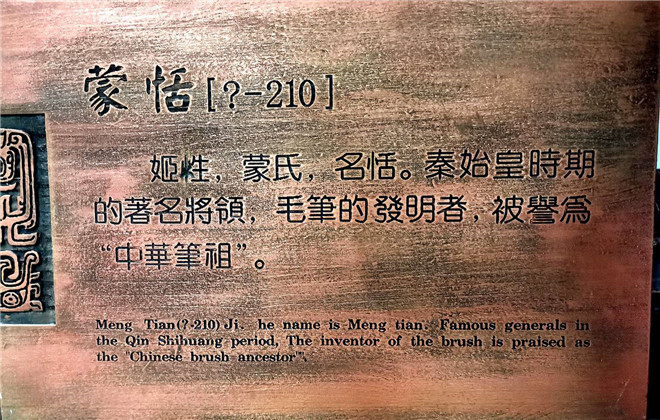 蒙恬[?-210]
姬性，蒙氏，名恬。秦始皇時期
的著名將領，毛筆的發明者，被譽為
“中華筆祖”。
Meng Tian(?-210) Ji. he name is Meng tian. Famous generals in
the Qin Shihuang period, The inventor of the brush is praised as
the "Chinese brush ancestor"".